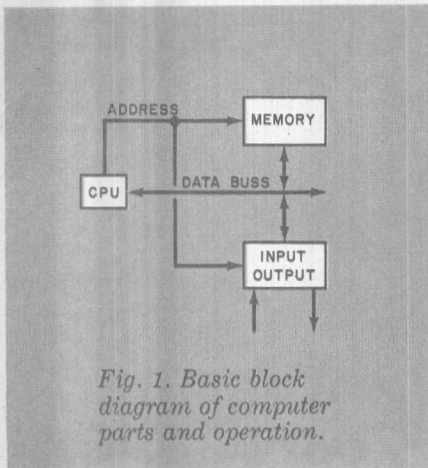 ADDRESS
MEMORY
CPU
DATA BUSS
INPUT
OUTPUT
Fig. 1. Basic block
diagram of computer
parts and operation.